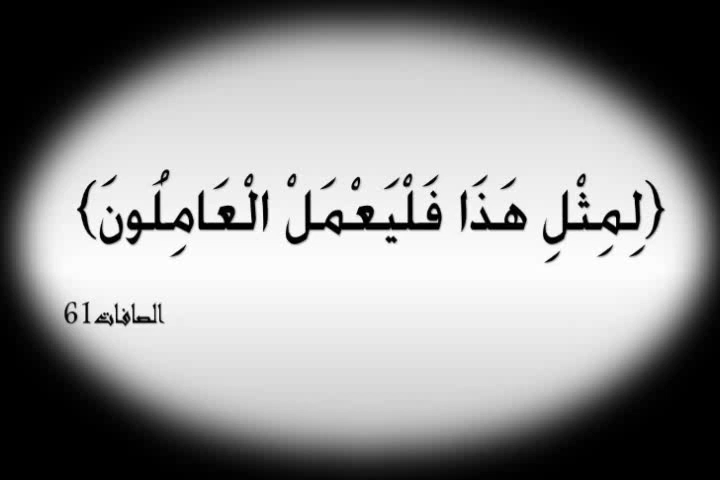 ﴿لِمِثْلِ هَذَا فَلْيَعْمَلْ الْعَامِلُونَ﴾
الصافات61